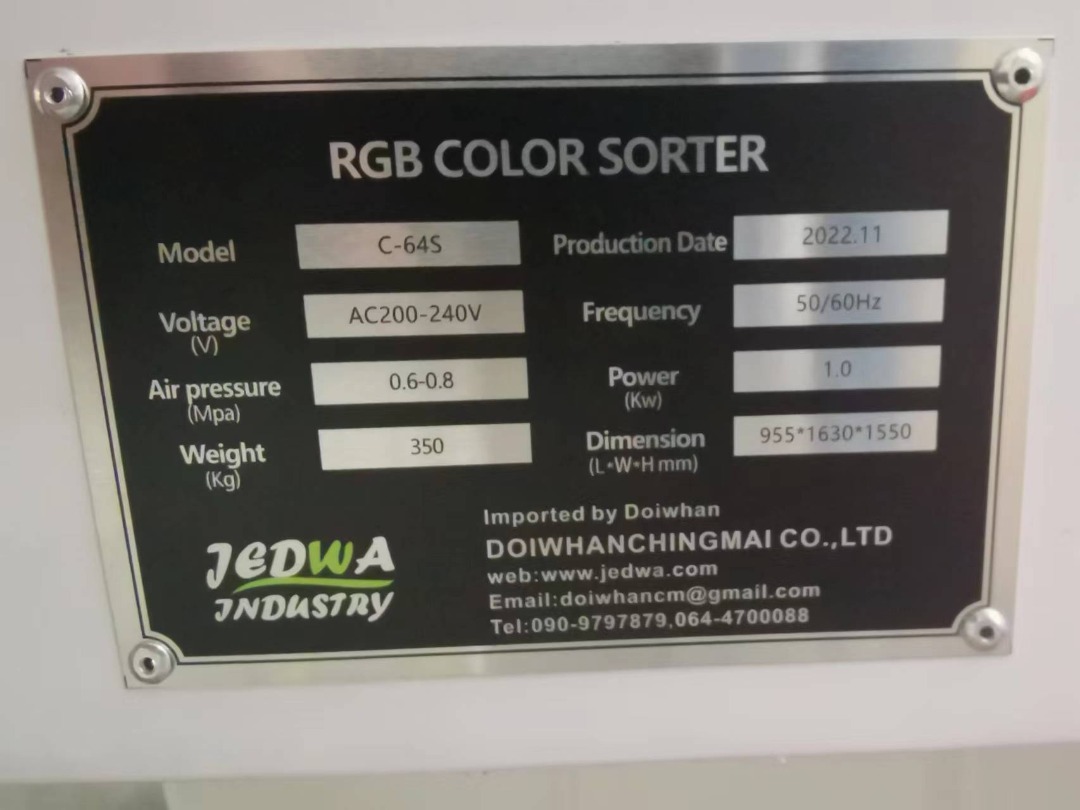 RGB COLOR SORTER
Model C-64S Production Date 2022.11
Voltage AC200-240V Frequency 50/60Hz
(V)
Air pressure 0.6-0.8 Power 1.0
(Mpa) (Kw)
Weight 350 Dimension 955*1630*1550
(Kg) (L*W*H mm)
Imported by Doiwhan
DOIWHANCHINGMAI CO.,LTD
web:www.jedwa.com
Email:doiwhancm@gmail.com
Tel:090-9797879,064-4700088
JEDWA
INDUSTRY